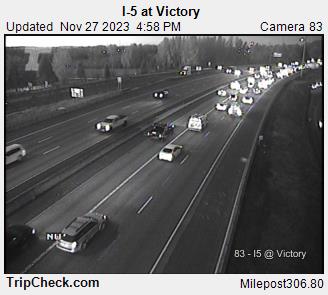 I-5 at Victory
Updated Nov 27 2023 4:58 PM Camera 83
83 - I5 @ Victory
TripCheck.com Milepost306.80